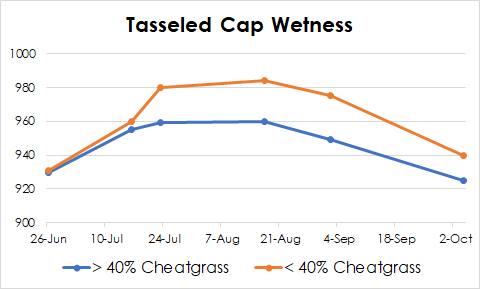 Tasseled Cap Wetness
1000
980
960
940
920
900
26-Jun 10-Jul 24-Jul 7-Aug 21-Aug 4-Sep 18-Sep 2-Oct
> 40% Cheatgrass < 40% Cheatgrass